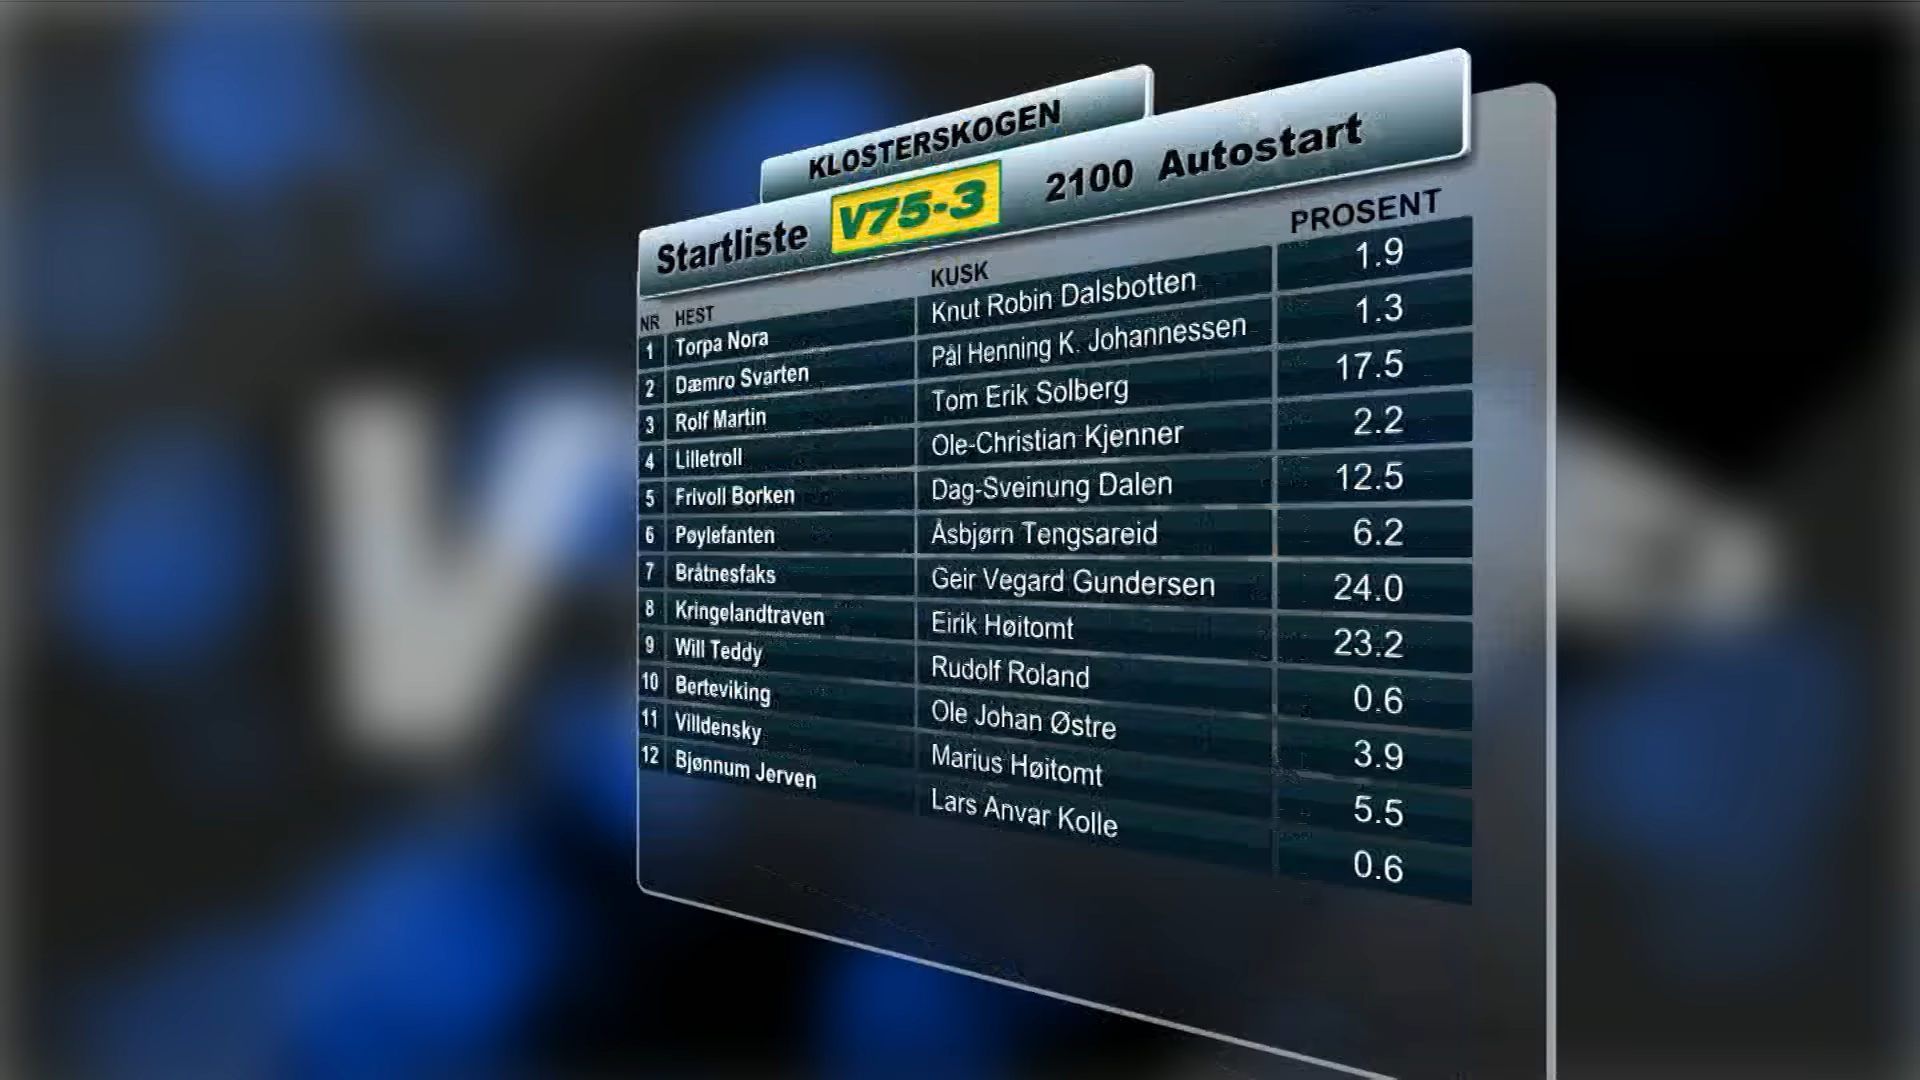 KLOSTERSKOGEN
Startliste V75-3 2100 Autostart
NR HEST KUSK PROSENT
1 Torpa Nora Knut Robin Dalsbotten 1.9
2 Dæmro Svarten Pål Henning K. Johannessen 1.3
3 Rolf Martin Tom Erik Solberg 17.5
4 Lilletroll Ole-Christian Kjenner 2.2
5 Frivoll Borken Dag-Sveinung Dalen 12.5
6 Pøylefanten Åsbjørn Tengsareid 6.2
7 Bråtnesfaks Geir Vegard Gundersen 24.0
8 Kringelandtraven Eirik Høitomt 23.2
9 Will Teddy Rudolf Roland 0.6
10 Berteviking Ole Johan Østre 3.9
11 Villdensky Marius Høitomt 5.5
12 Bjønnum Jerven Lars Anvar Kolle 0.6